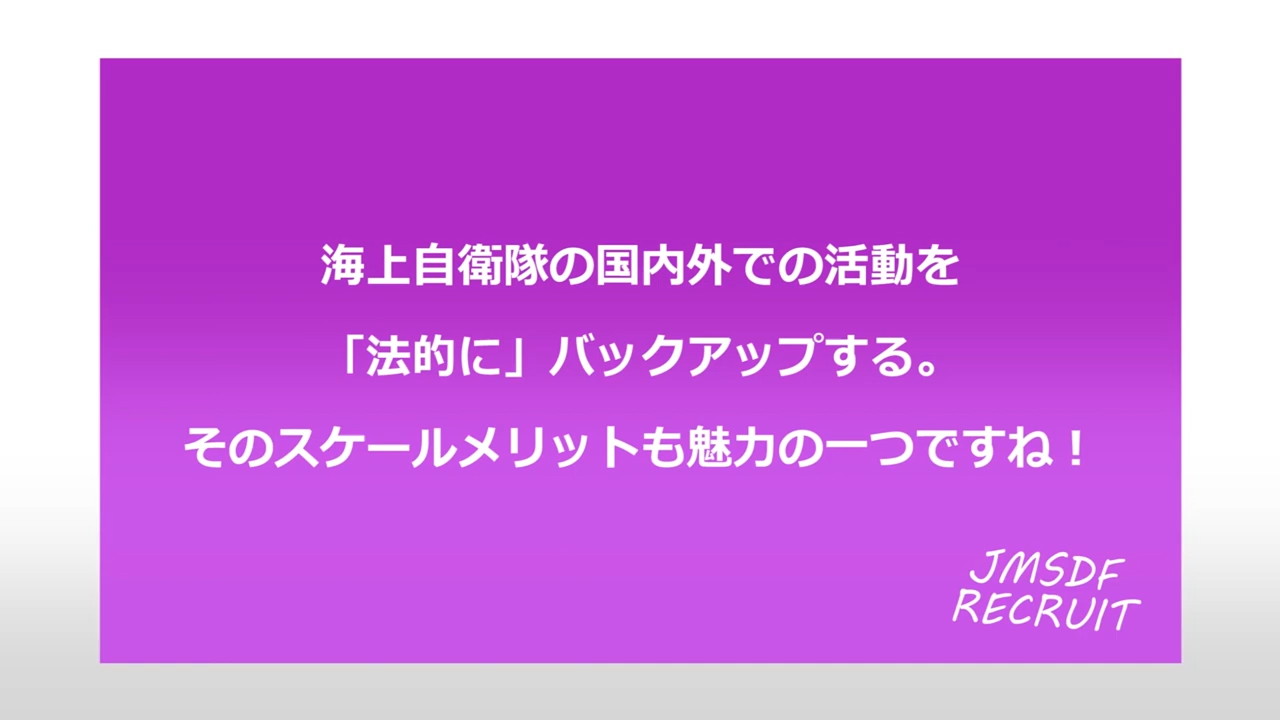 海上自衛隊の国内外での活動を
「法的に」バックアップする。
そのスケールメリットも魅力の一つですね！
JMSDF
RECRUIT